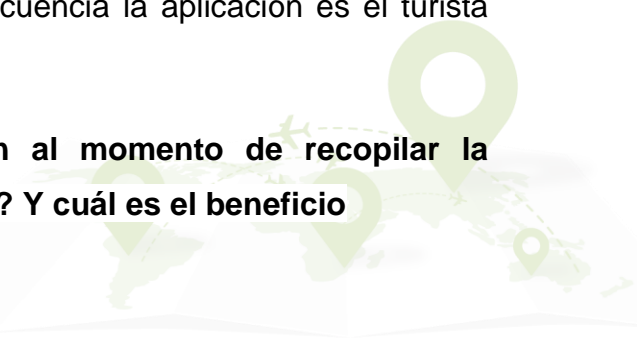 cuencia la aplicación es el turista
al momento de recopilar la
? Y cuál es el beneficio